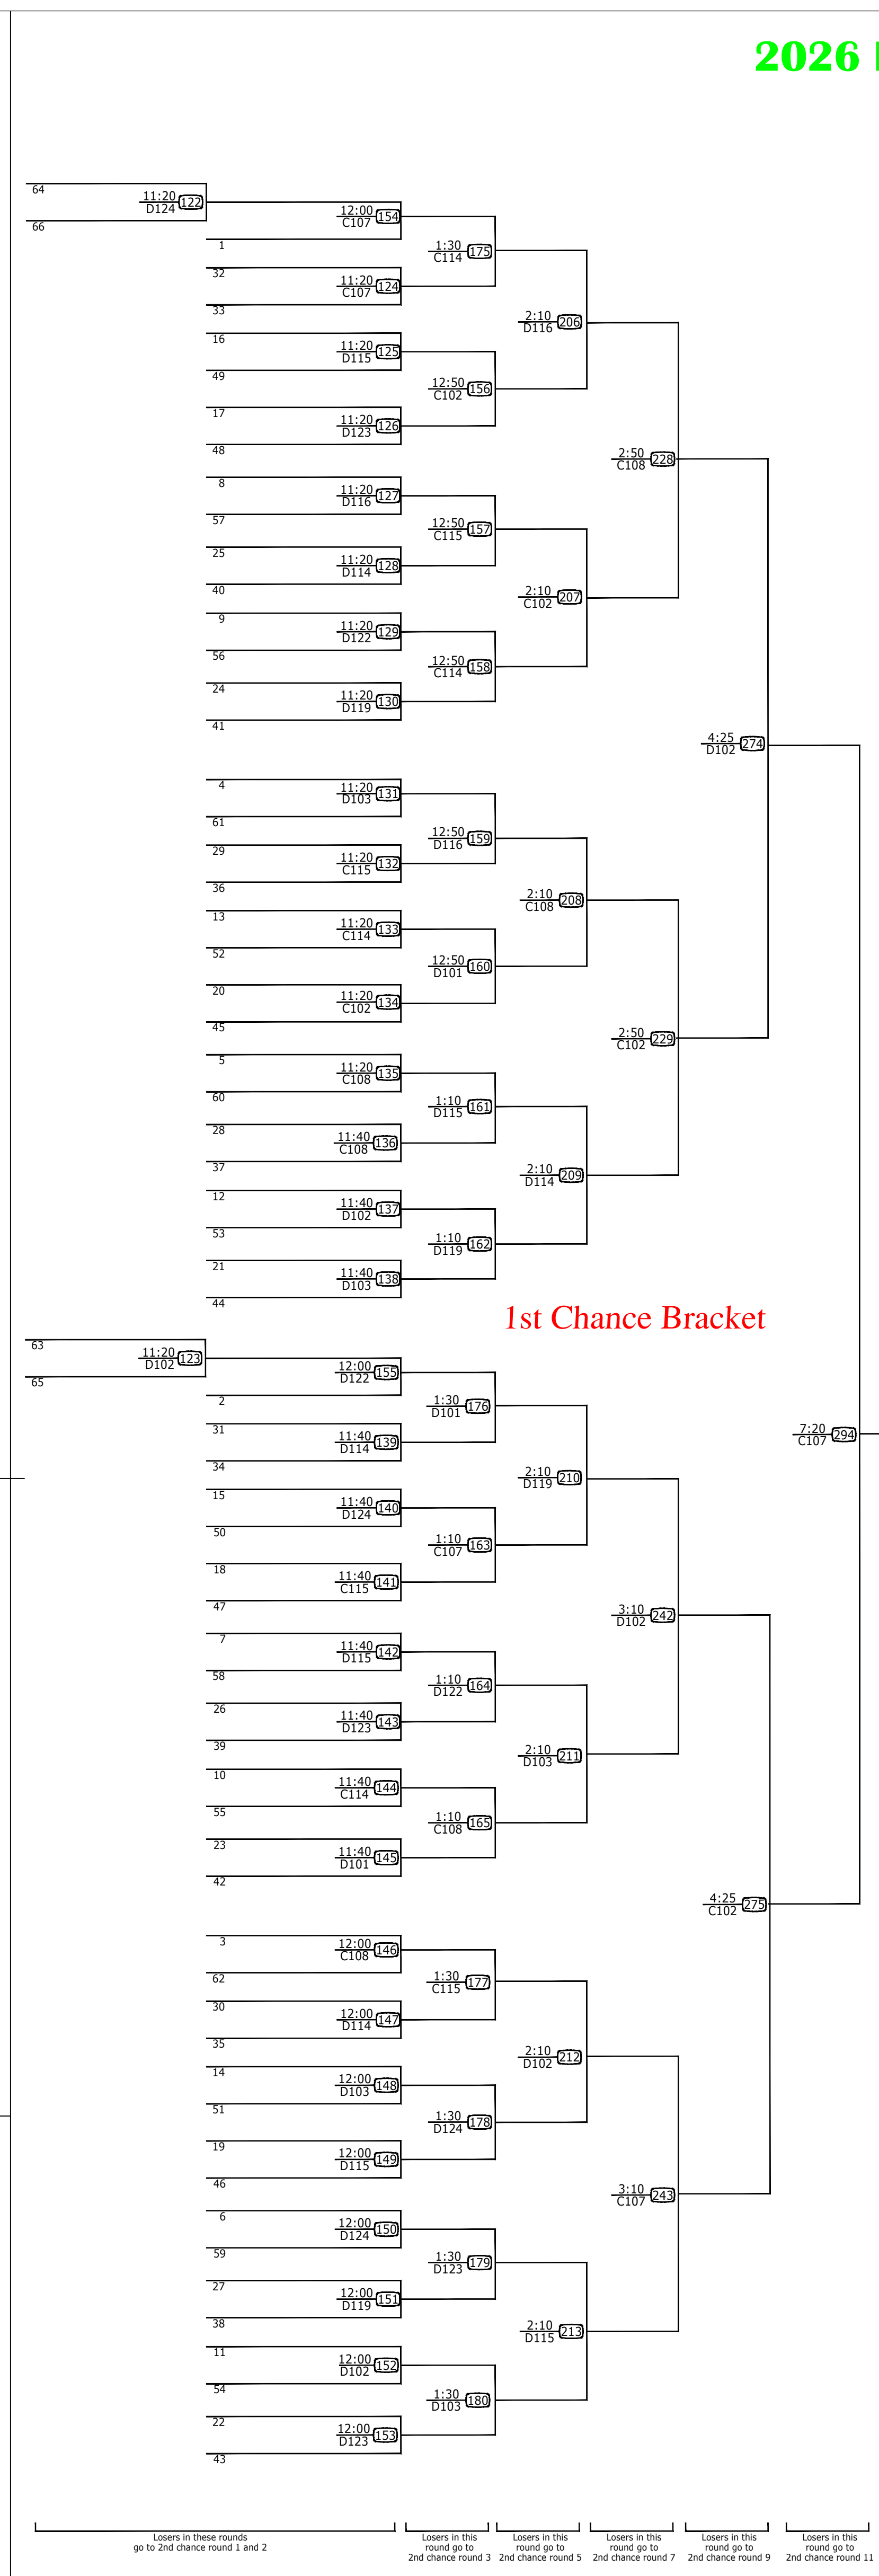 2026
64
11:20
D124
122
66
12:00
C107
154
1
1:30
C114
175
32
11:20
C107
124
33
2:10
D116
206
16
11:20
D115
125
49
12:50
C102
156
17
11:20
D123
126
48
2:50
C108
228
8
11:20
D116
127
57
12:50
C115
157
25
11:20
D114
128
40
2:10
C102
207
9
11:20
D122
129
56
12:50
C114
158
24
11:20
D119
130
41
4:25
D102
274
4
11:20
D103
131
61
12:50
D116
159
29
11:20
C115
132
36
2:10
C108
208
13
11:20
C114
133
52
12:50
D101
160
20
11:20
C102
134
45
2:50
C102
229
5
11:20
C108
135
60
1:10
D115
161
28
11:40
C108
136
37
2:10
D114
209
12
11:40
D102
137
53
1:10
D119
162
21
11:40
D103
138
44
1st Chance Bracket
63
11:20
D102
123
65
12:00
D122
155
2
1:30
D101
176
31
11:40
D114
139
34
7:20
C107
294
2:10
D119
210
15
11:40
D124
140
50
1:10
C107
163
18
11:40
C115
141
47
3:10
D102
242
7
11:40
D115
142
58
1:10
D122
164
26
11:40
D123
143
39
2:10
D103
211
10
11:40
C114
144
55
1:10
C108
165
23
11:40
D101
145
42
4:25
C102
275
3
12:00
C108
146
62
1:30
C115
177
30
12:00
D114
147
35
2:10
D102
212
14
12:00
D103
148
51
1:30
D124
178
19
12:00
D115
149
46
3:10
C107
243
6
12:00
D124
150
59
1:30
D123
179
27
12:00
D119
151
38
2:10
D115
213
11
12:00
D102
152
54
1:30
D103
180
22
12:00
D123
153
43
Losers in these rounds
go to 2nd chance round 1 and 2
Losers in this
round go to
2nd chance round 3
Losers in this
round go to
2nd chance round 5
Losers in this
round go to
2nd chance round 7
Losers in this
round go to
2nd chance round 9
Losers in this
round go to
2nd chance round 11